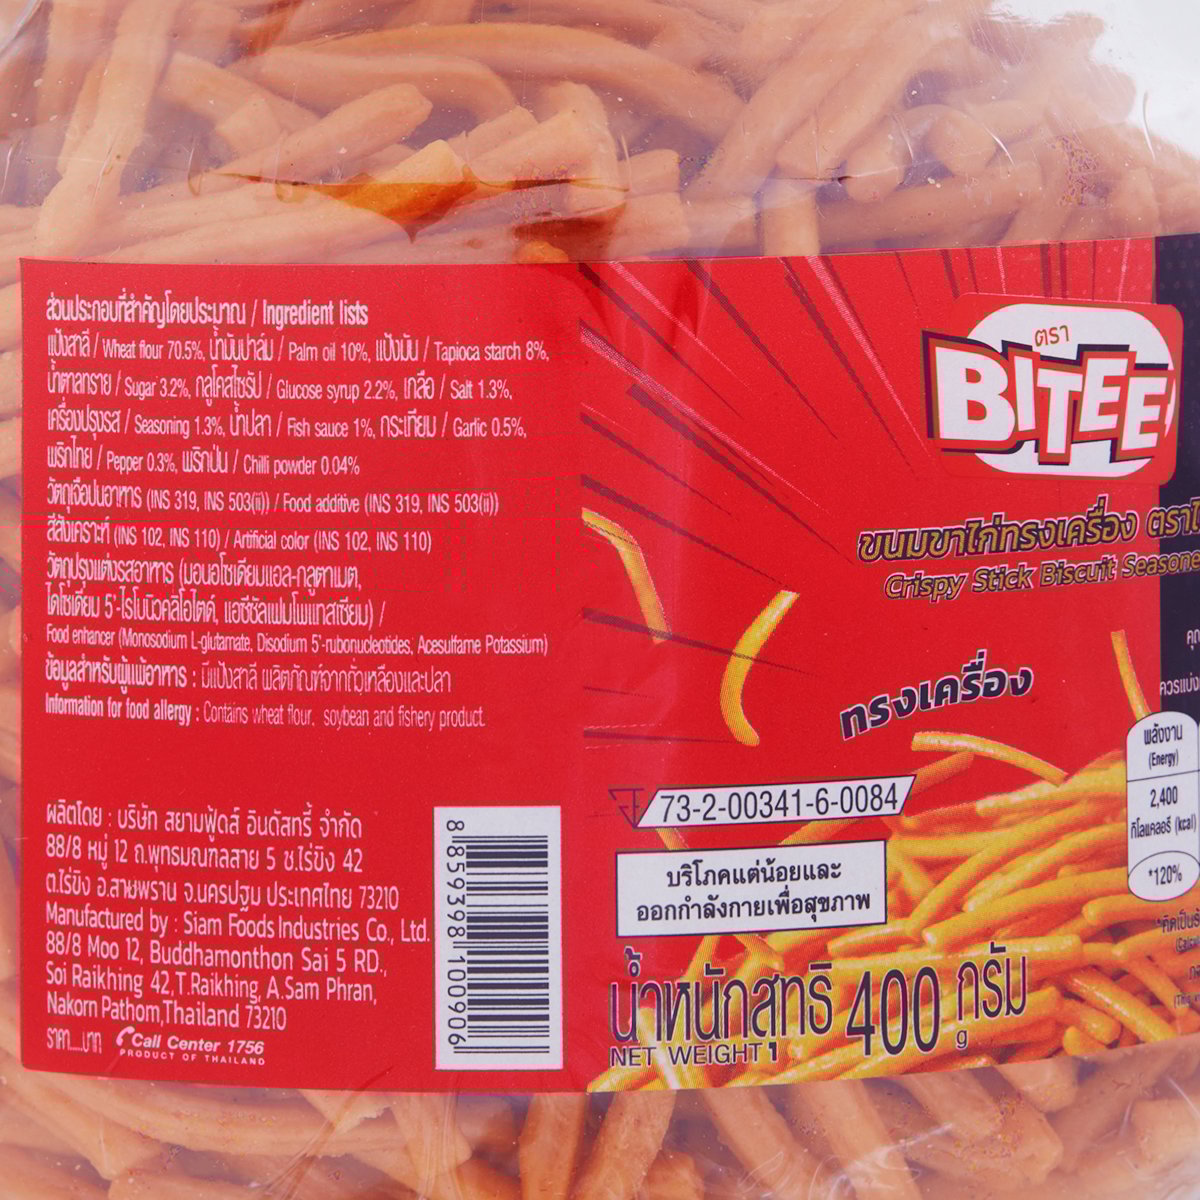 ส่วนประกอบที่สำคัญโดยประมาณ / Ingredient lists
แป้งสาลี / Wheat flour 70.5%, น้ำมันปาล์ม / Palm oil 10%, แป้งมัน / Tapioca starch 8%,
น้ำตาลทราย / Sugar 3.2%, กลูโคสไซรัป / Glucose syrup 2.2%, เกลือ / Salt 1.3%,
เครื่องปรุงรส / Seasoning 1.3%, น้ำปลา / Fish sauce 1%, กระเทียม / Garlic 0.5%,
พริกไทย / Pepper 0.3%, พริกป่น / Chilli powder 0.04%
วัตถุเจือปนอาหาร (INS 319, INS 503(ii)) / Food additive (INS 319, INS 503(ii))
สีสังเคราะห์ (INS 102, INS 110) / Artificial color (INS 102, INS 110)
วัตถุปรุงแต่งรสอาหาร (มอนอโซเดียมแอล-กลูตาเมต,
ไดโซเดียม 5'-ไรโบนิวคลิโอไตด์, แอซีซัลเฟมโพแทสเซียม) /
Food enhancer (Monosodium L-glutamate, Disodium 5'-rubonucleotides, Acesulfame Potassium)
ข้อมูลสำหรับผู้แพ้อาหาร : มีแป้งสาลี ผลิตภัณฑ์จากถั่วเหลืองและปลา
Information for food allergy : Contains wheat flour, soybean and fishery product.
ผลิตโดย : บริษัท สยามฟู้ดส์ อินดัสทรี้ จำกัด
88/8 หมู่ 12 ถ.พุทธมณฑลสาย 5 ซ.ไร่ขิง 42
ต.ไร่ขิง อ.สามพราน จ.นครปฐม ประเทศไทย 73210
Manufactured by : Siam Foods Industries Co., Ltd.
88/8 Moo 12, Buddhamonthon Sai 5 RD.,
Soi Raikhing 42,T.Raikhing, A.Sam Phran,
Nakorn Pathom,Thailand 73210
ราคา....บาท Call Center 1756
PRODUCT OF THAILAND
8 859398 100906
ตรา
BITEE
ขนมขาไก่ทรงเครื่อง ตรา
Crispy Stick Biscuit
ทรงเครื่อง
73-2-00341-6-0084
บริโภคแต่น้อยและ
ออกกำลังกายเพื่อสุขภาพ
น้ำหนักสุทธิ 400 กรัม
NET WEIGHT g
ควรแบ่ง
พลังงาน
(Energy)
2,400
กิโลแคลอรี (kcal)
*120%